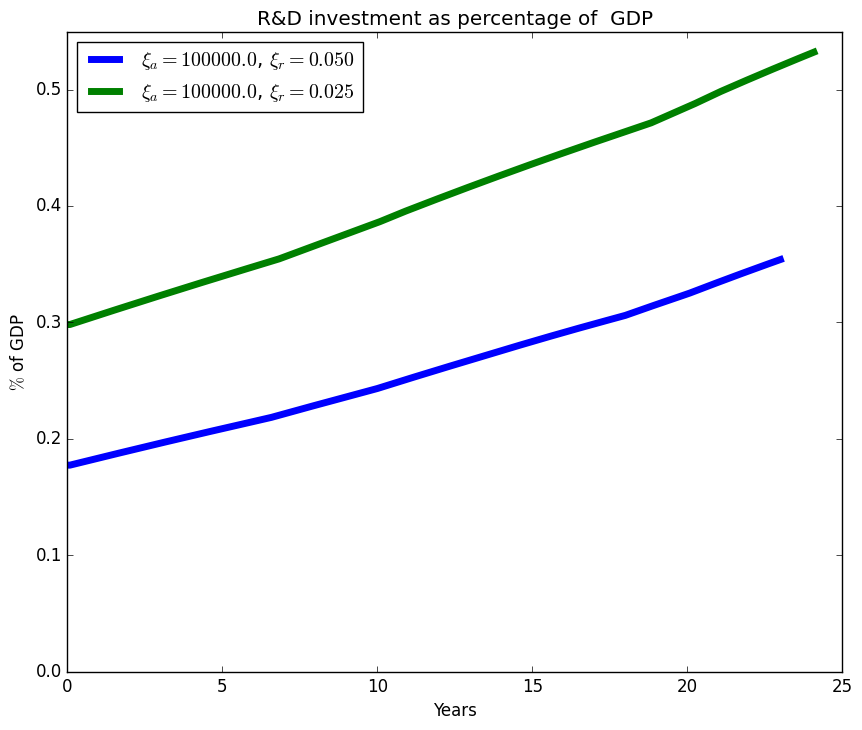 R&D investment as percentage of  GDP
ξa = 100000.0, ξr = 0.050
ξa = 100000.0, ξr = 0.025
% of GDP
0.5
0.4
0.3
0.2
0.1
0.0
0 5 10 15 20 25
Years